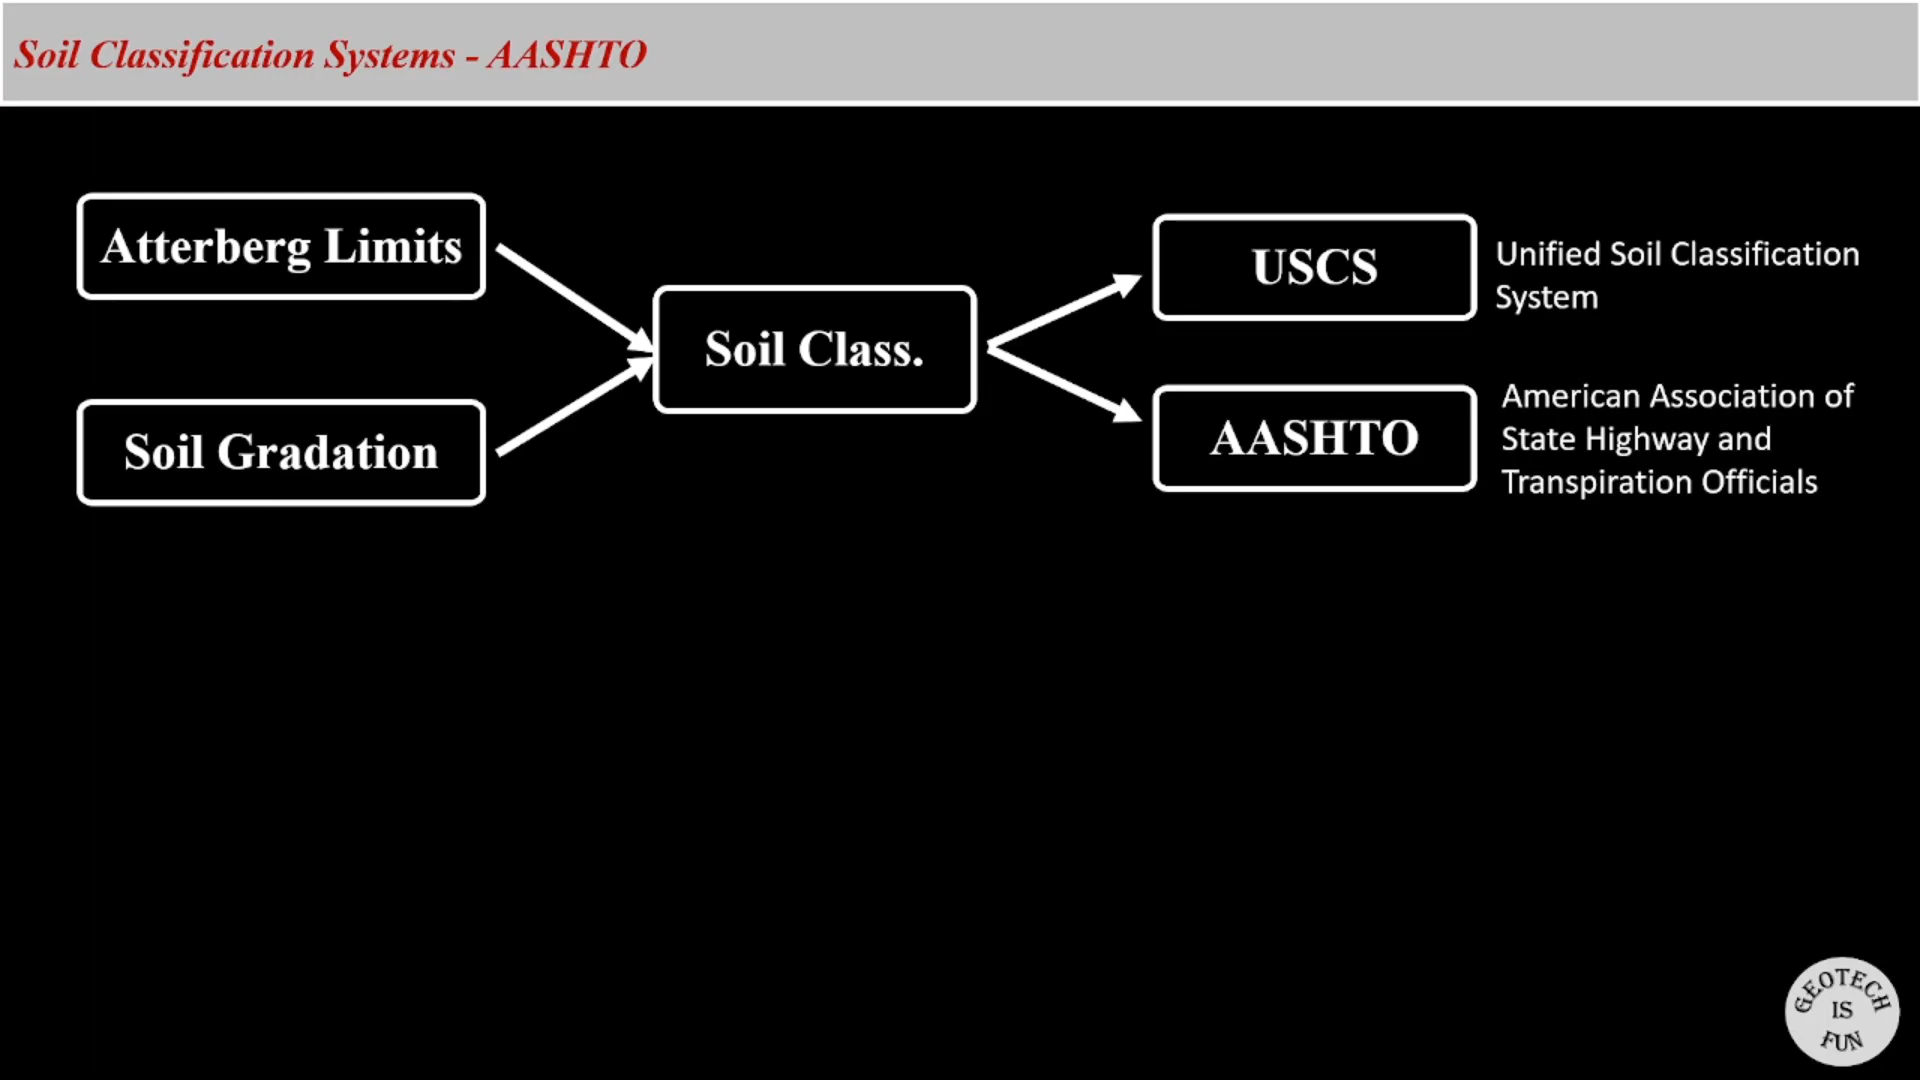 Soil Classification Systems - AASHTO
Atterberg Limits
Soil Gradation
Soil Class.
USCS
Unified Soil Classification
System
AASHTO
American Association of
State Highway and
Transpiration Officials
GEOTECH
IS
FUN